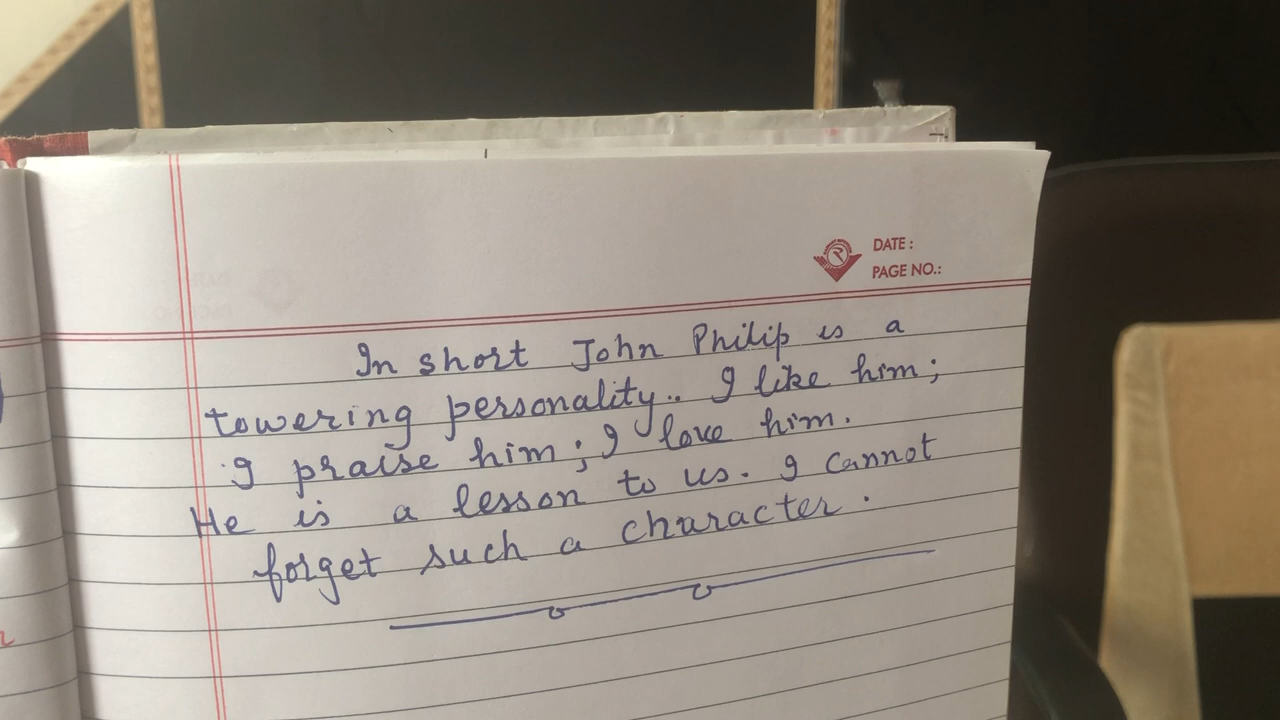 DATE :
PAGE NO.:
In short John Philip is a
towering personality.. I like him;
I praise him; I love him.
He is a lesson to us. I cannot
forget such a character.